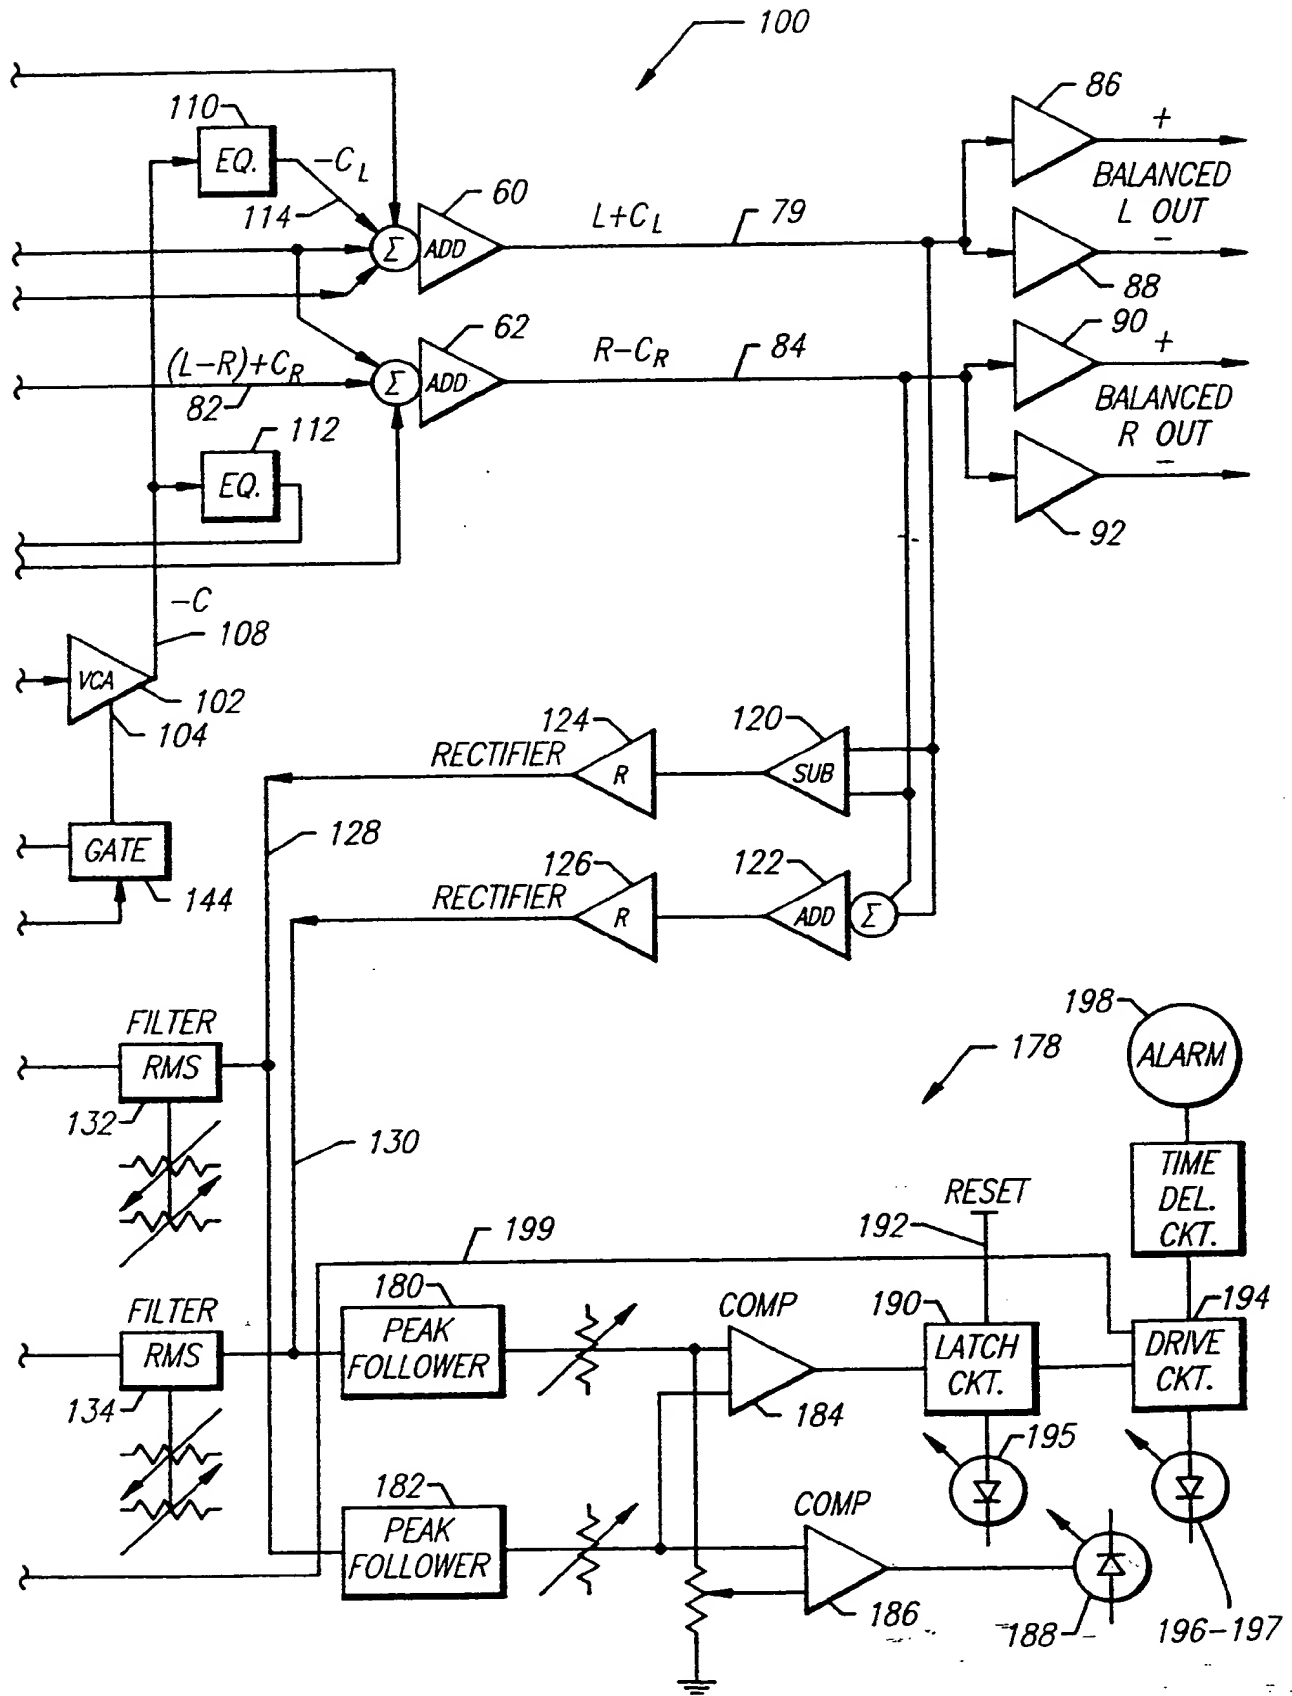 100
110
EQ.
-C_L
114
Σ
ADD
60
L+C_L
79
86
+
BALANCED
L OUT
-
88
(L-R)+C_R
82
Σ
ADD
62
R-C_R
84
90
+
BALANCED
R OUT
-
92
112
EQ.
-C
108
VCA
102
104
GATE
144
RECTIFIER
124
R
120
SUB
128
RECTIFIER
126
R
122
ADD
Σ
FILTER
RMS
132
130
178
198
ALARM
TIME
DEL.
CKT.
RESET
192
199
FILTER
RMS
134
180
PEAK
FOLLOWER
COMP
184
190
LATCH
CKT.
194
DRIVE
CKT.
195
182
PEAK
FOLLOWER
COMP
186
188
196-197